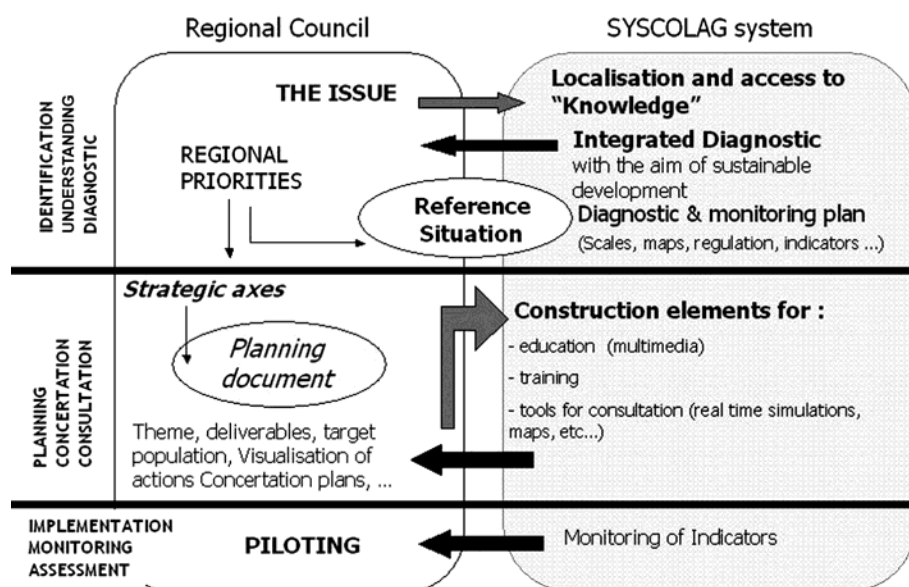 Regional Council
SYSCOLAG system
IDENTIFICATION
UNDERSTANDING
DIAGNOSTIC
THE ISSUE
Localisation and access to
“Knowledge”
Integrated Diagnostic
with the aim of sustainable
development
REGIONAL
PRIORITIES
Reference
Situation
Diagnostic & monitoring plan
(Scales, maps, regulation, indicators ...)
PLANNING
CONCERTATION
CONSULTATION
Strategic axes
Planning
document
Theme, deliverables, target
population, Visualisation of
actions Concertation plans, ...
Construction elements for :
- education (multimedia)
- training
- tools for consultation (real time simulations,
maps, etc...)
IMPLEMENTATION
MONITORING
ASSESSMENT
PILOTING
Monitoring of Indicators